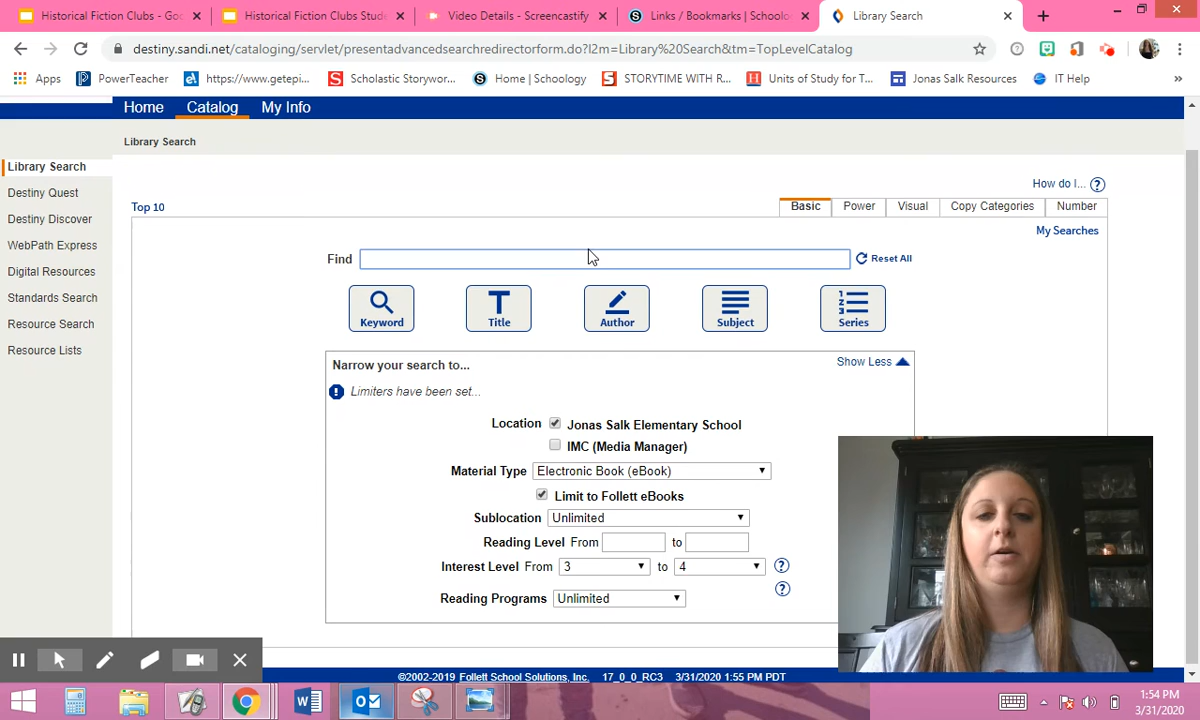 Historical Fiction Clubs - Goo
Historical Fiction Clubs Stude
Video Details - Screencastify
Links / Bookmarks | Schoolo
Library Search
destiny.sandi.net/cataloging/servlet/presentadvancedsearchredirectorform.do?l2m=Library%20Search&tm=TopLevelCatalog
Apps
PowerTeacher
https://www.getepi...
Scholastic Storywor...
Home | Schoology
STORYTIME WITH R...
Units of Study for T...
Jonas Salk Resources
IT Help
»
Home
Catalog
My Info
Library Search
Library Search
Destiny Quest
Destiny Discover
WebPath Express
Digital Resources
Standards Search
Resource Search
Resource Lists
How do I... ?
Top 10
Basic
Power
Visual
Copy Categories
Number
My Searches
Find
Reset All
Keyword
Title
Author
Subject
Series
Narrow your search to...
Show Less
Limiters have been set...
Location
Jonas Salk Elementary School
IMC (Media Manager)
Material Type Electronic Book (eBook)
Limit to Follett eBooks
Sublocation Unlimited
Reading Level From to
Interest Level From 3 to 4 ?
?
Reading Programs Unlimited
©2002-2019 Follett School Solutions, Inc. 17_0_0_RC3 3/31/2020 1:55 PM PDT
1:54 PM
3/31/2020